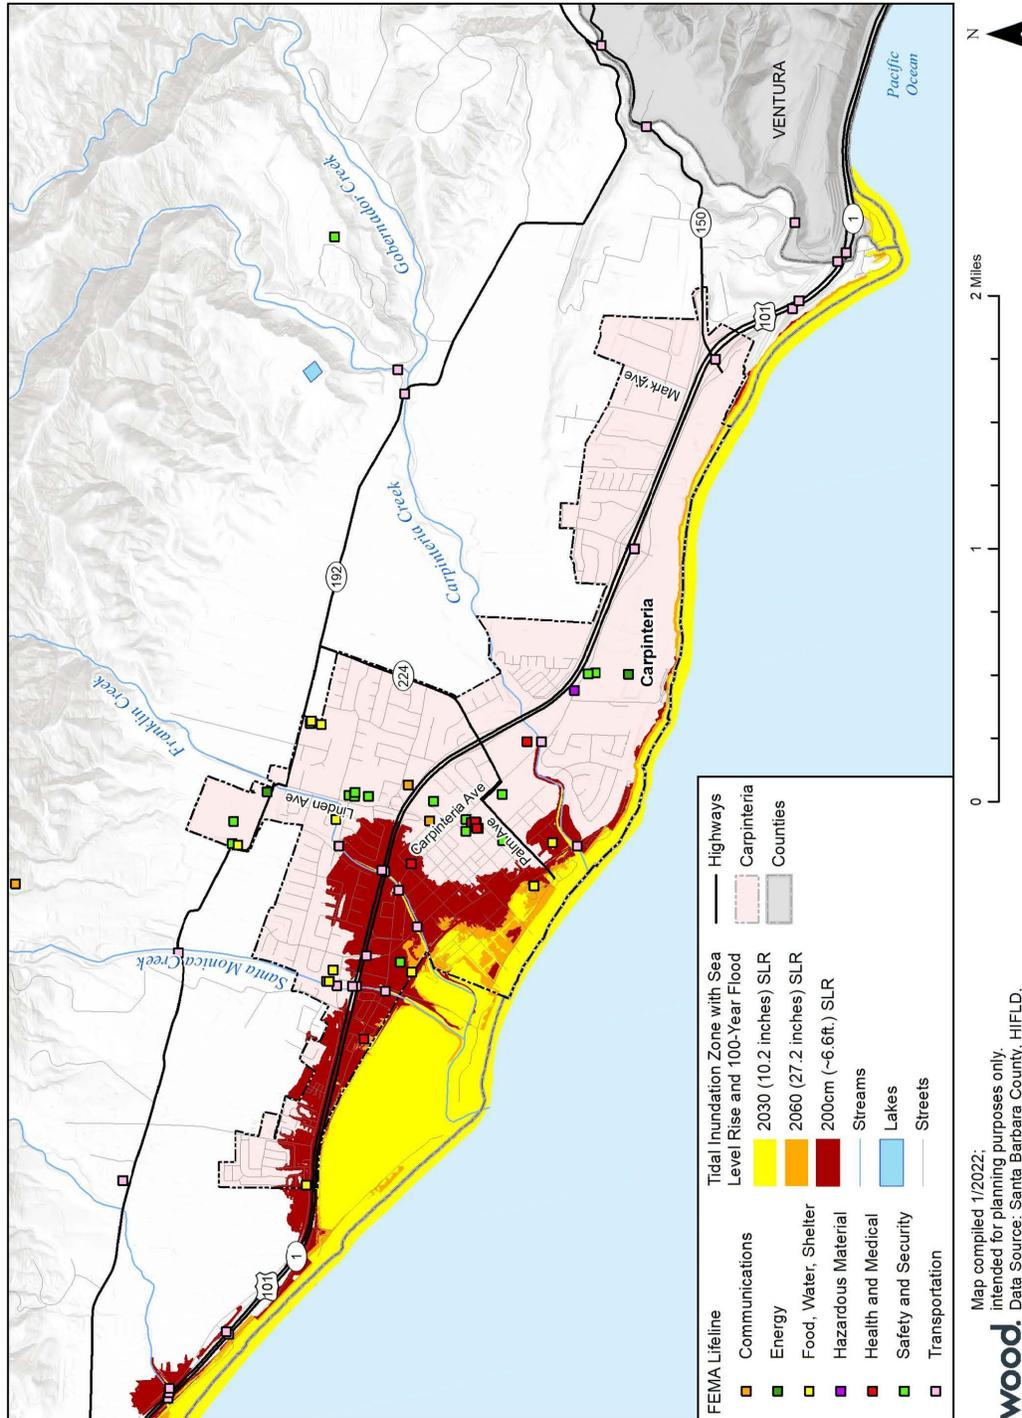 Santa Monica Creek
Franklin Creek
Gobernador Creek
Carpinteria Creek
192
224
150
101
1
101
1
Linden Ave
Carpinteria Ave
Palm Ave
Mark Ave
Carpinteria
VENTURA
Pacific
Ocean
FEMA Lifeline
Communications
Energy
Food, Water, Shelter
Hazardous Material
Health and Medical
Safety and Security
Transportation
Tidal Inundation Zone with Sea
Level Rise and 100-Year Flood
2030 (10.2 inches) SLR
2060 (27.2 inches) SLR
200cm (~6.6ft.) SLR
Streams
Lakes
Streets
Highways
Carpinteria
Counties
0
1
2 Miles
N
wood.
Map compiled 1/2022;
intended for planning purposes only.
Data Source: Santa Barbara County, HIFLD,